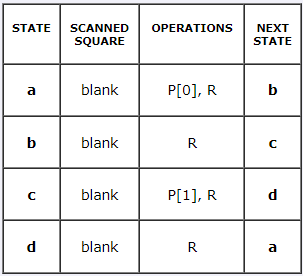 STATE SCANNED SQUARE OPERATIONS NEXT STATE
a blank P[0], R b
b blank R c
c blank P[1], R d
d blank R a